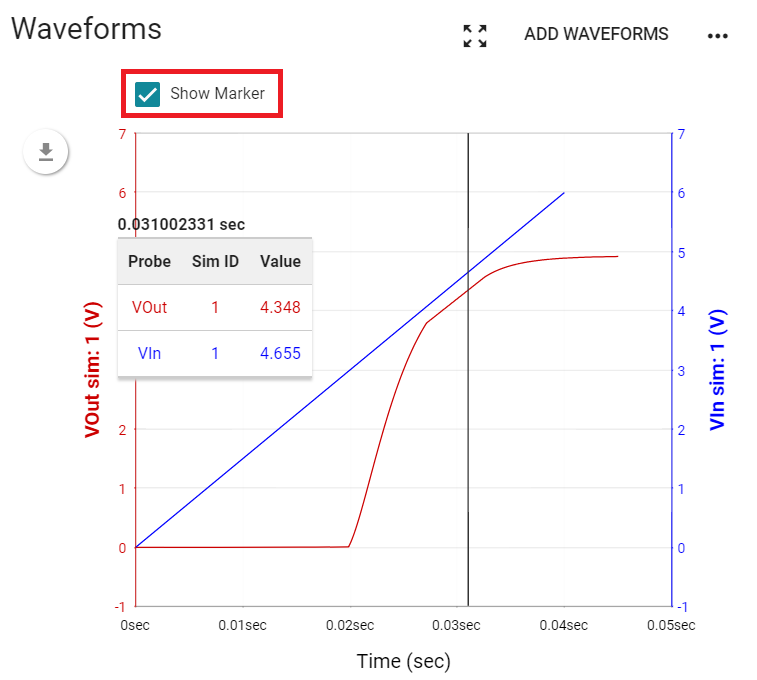 Waveforms
ADD WAVEFORMS
Show Marker
7 7
6 6
0.031002331 sec
Probe Sim ID Value
VOut 1 4.348
VIn 1 4.655
5
4
3
2 2
1 1
0 0
-1 -1
VOut sim: 1 (V)
VIn sim: 1 (V)
0sec 0.01sec 0.02sec 0.03sec 0.04sec 0.05sec
Time (sec)